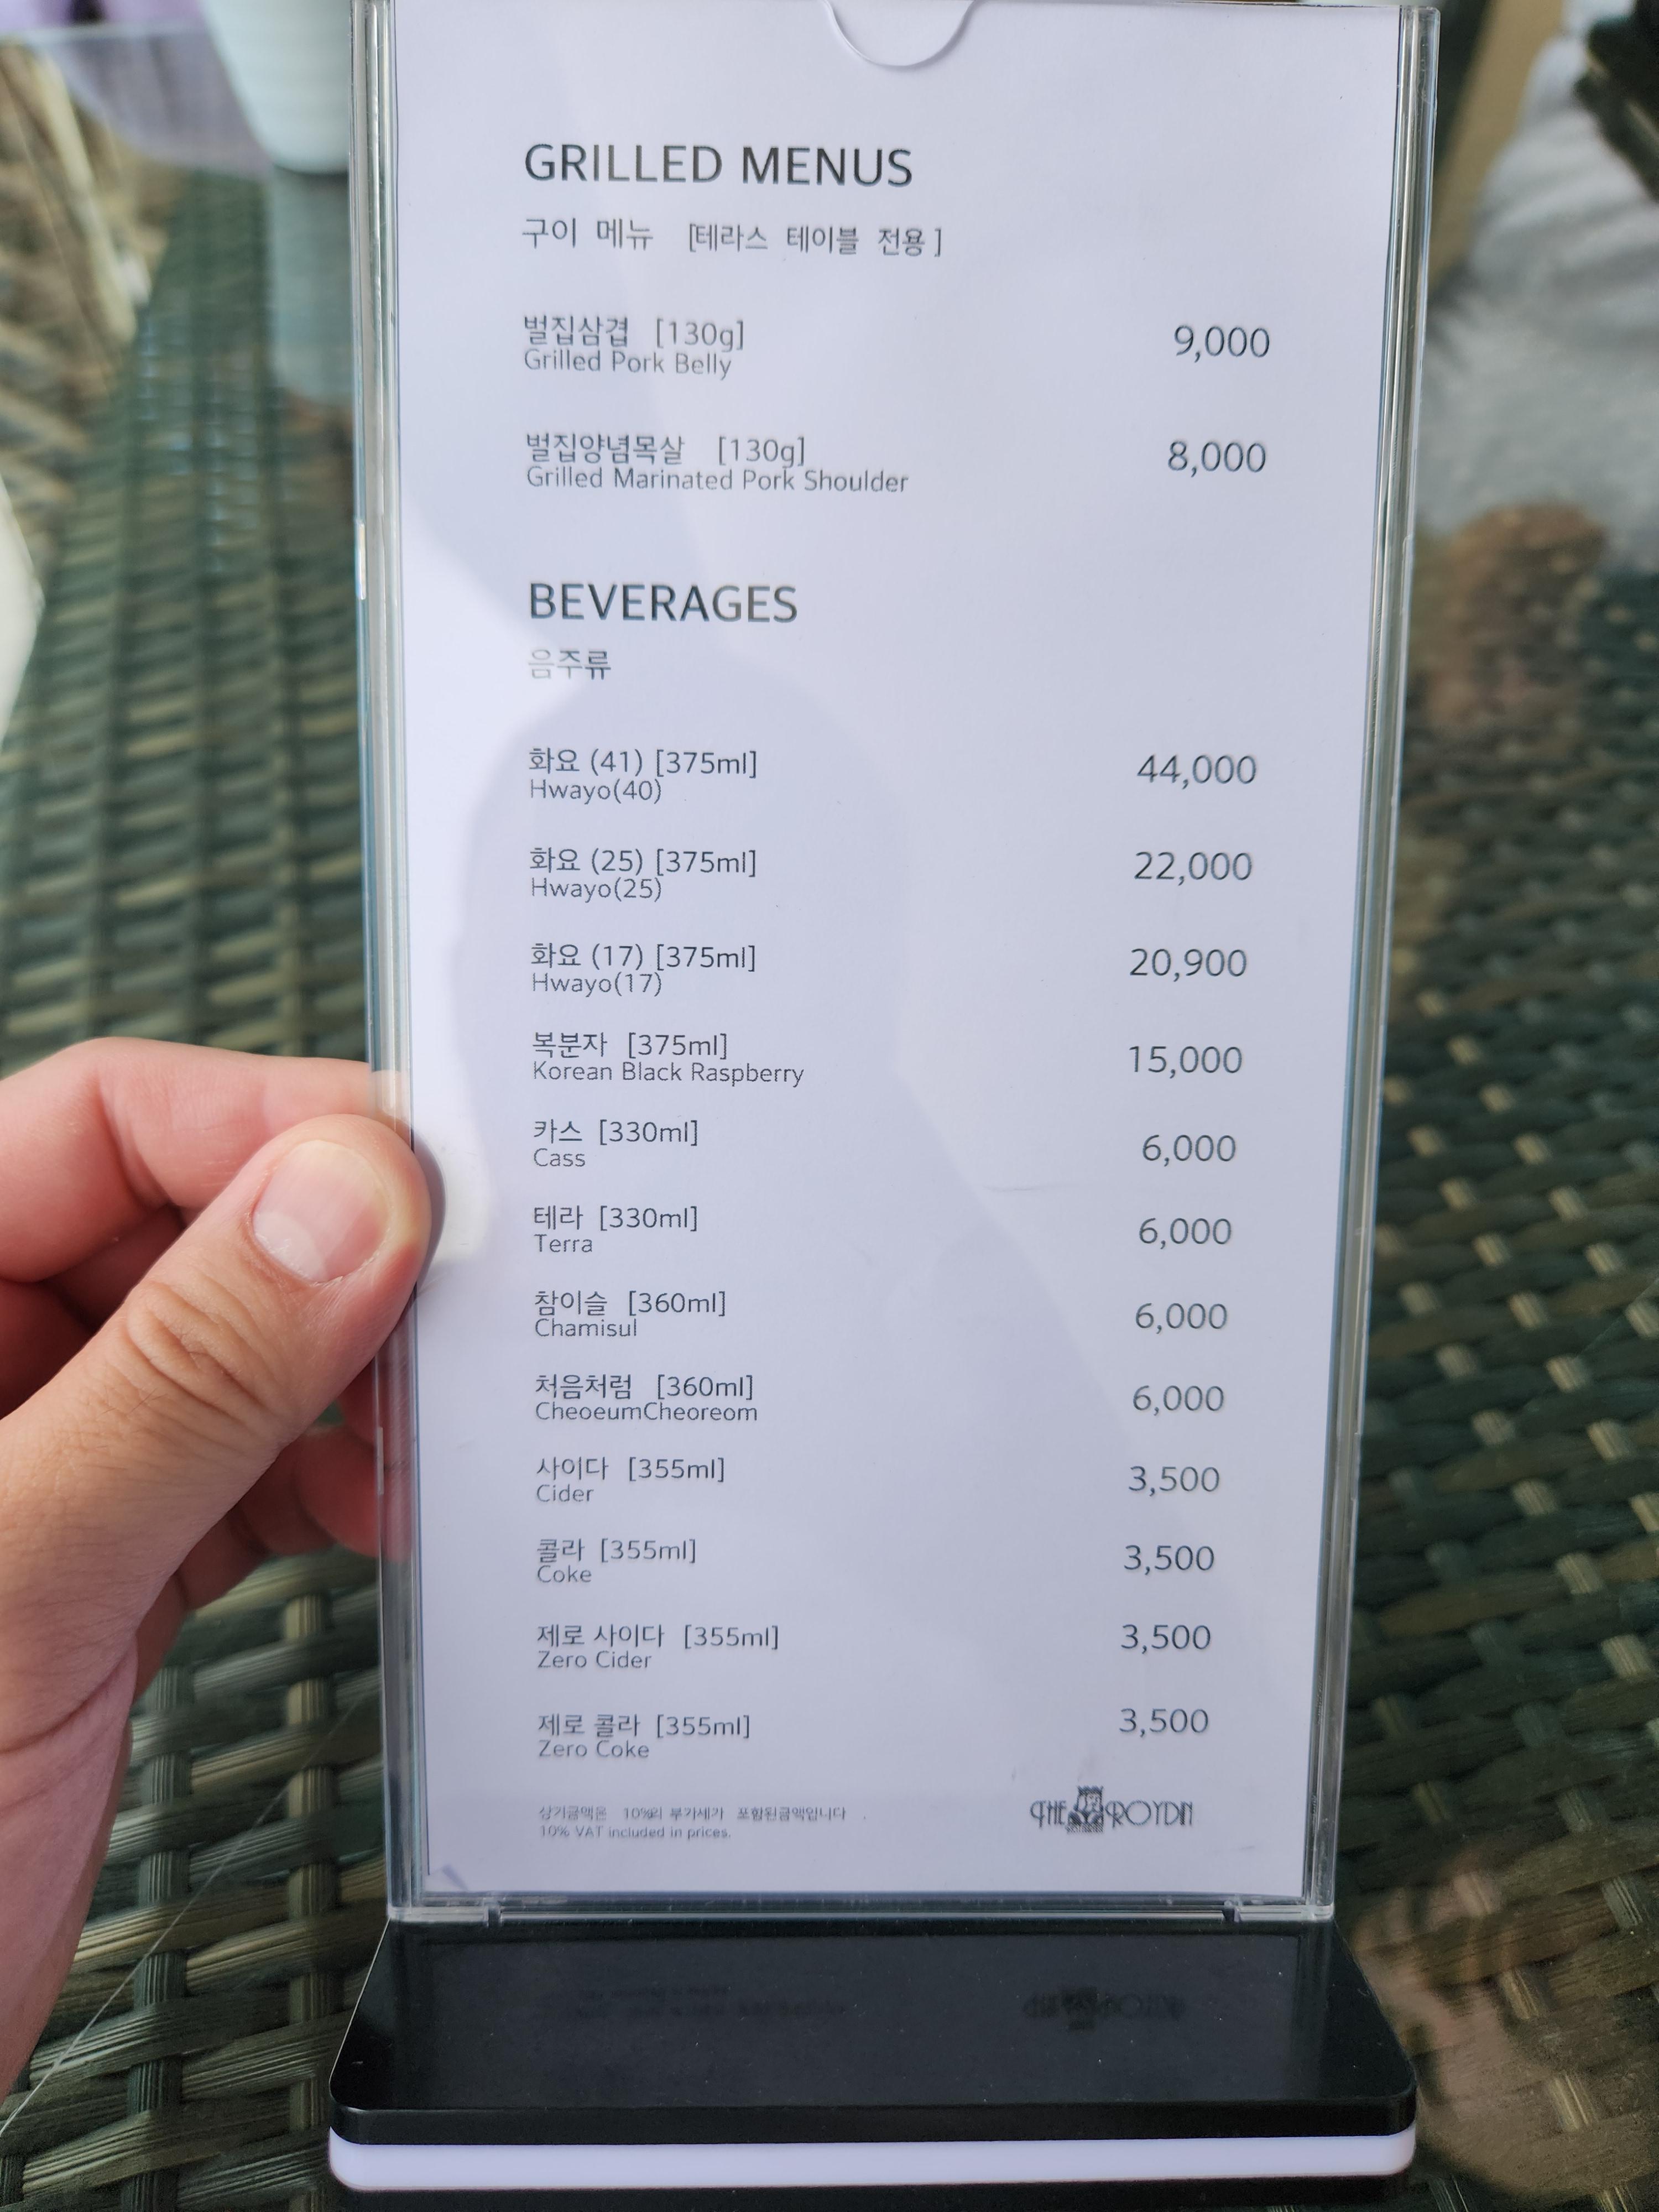 GRILLED MENUS
구이 메뉴 [테라스 테이블 전용]
벌집삼겹 [130g] 9,000
Grilled Pork Belly
벌집양념목살 [130g] 8,000
Grilled Marinated Pork Shoulder
BEVERAGES
음주류
화요 (41) [375ml] 44,000
Hwayo(40)
화요 (25) [375ml] 22,000
Hwayo(25)
화요 (17) [375ml] 20,900
Hwayo(17)
복분자 [375ml] 15,000
Korean Black Raspberry
카스 [330ml] 6,000
Cass
테라 [330ml] 6,000
Terra
참이슬 [360ml] 6,000
Chamisul
처음처럼 [360ml] 6,000
CheoeumCheoreom
사이다 [355ml] 3,500
Cider
콜라 [355ml] 3,500
Coke
제로 사이다 [355ml] 3,500
Zero Cider
제로 콜라 [355ml] 3,500
Zero Coke
상기금액은 10%의 부가세가 포함된금액입니다
10% VAT included in prices.
THE ROYDIN